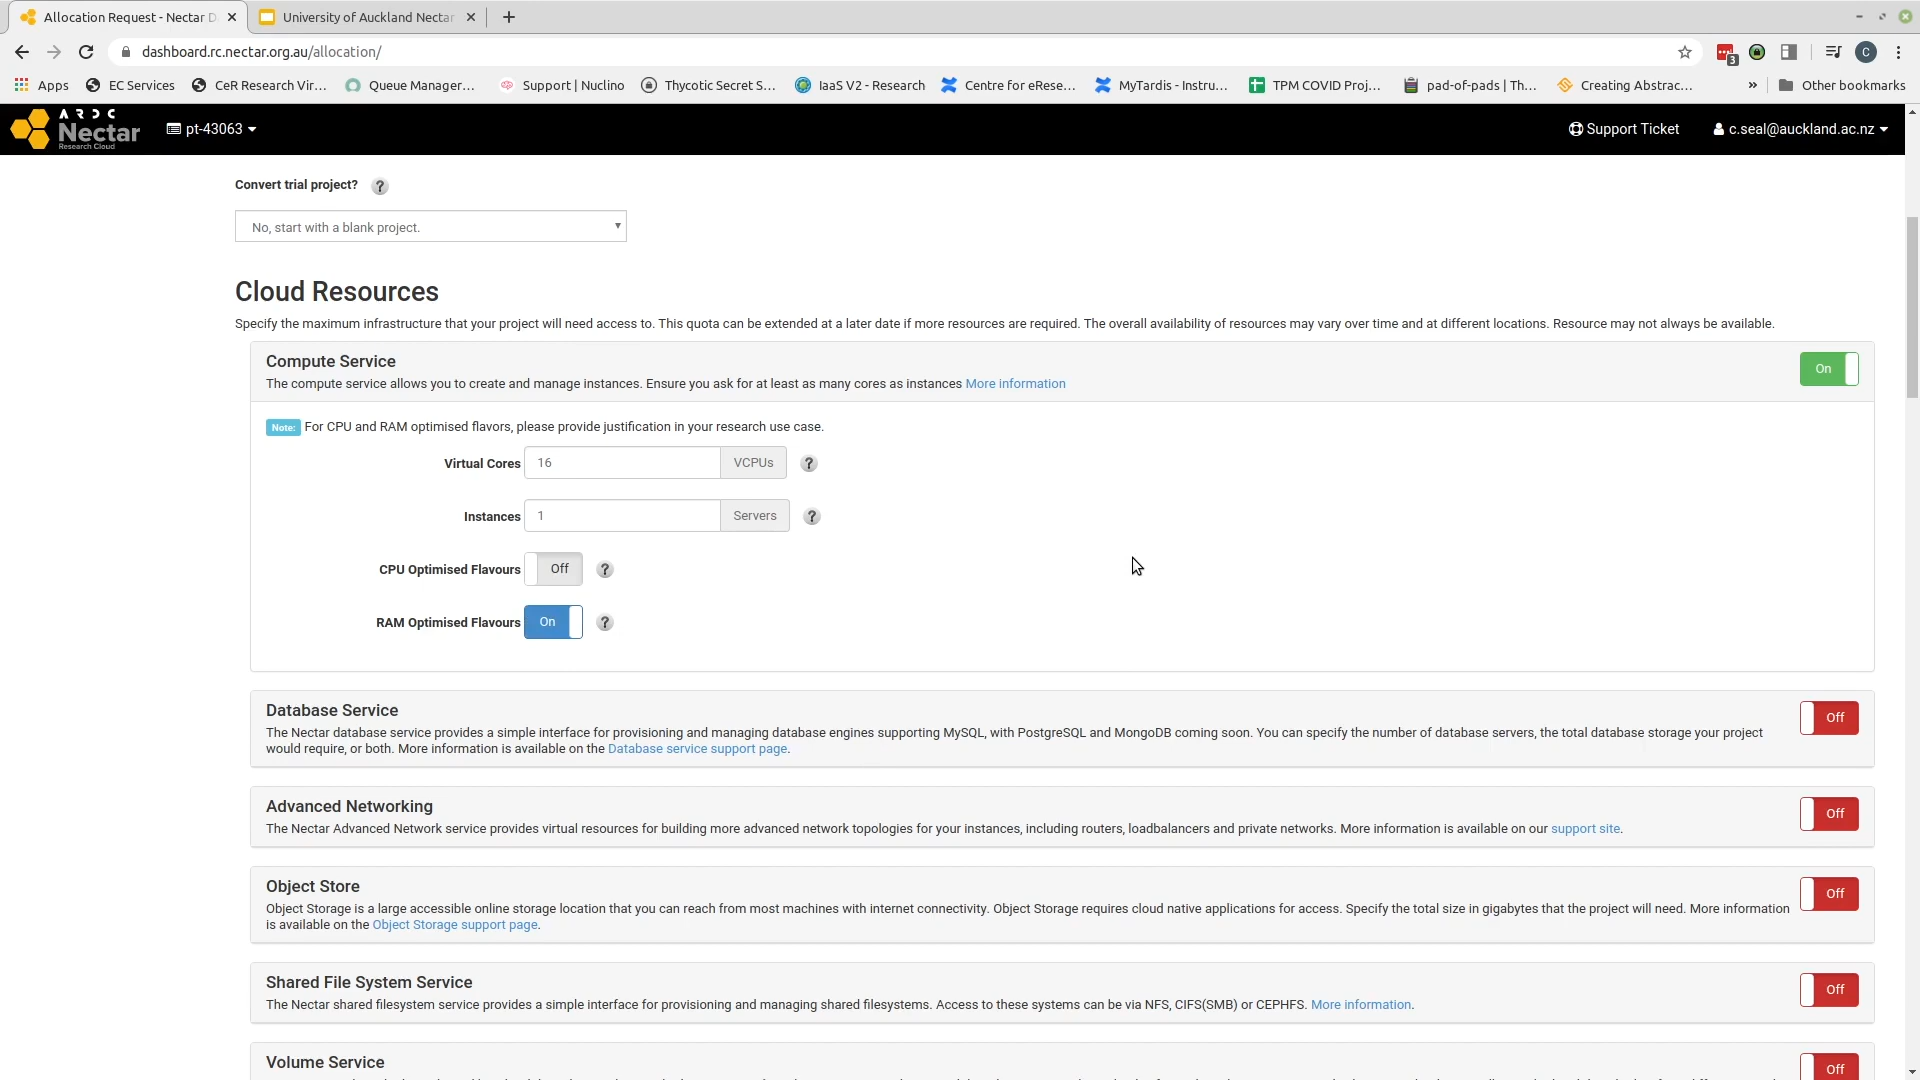 Allocation Request - Nectar D
University of Auckland Nectar
dashboard.rc.nectar.org.au/allocation/
3
C
Apps
EC Services
CeR Research Vir...
Queue Manager...
Support | Nuclino
Thycotic Secret S...
IaaS V2 - Research
Centre for eRese...
MyTardis - Instru...
TPM COVID Proj...
pad-of-pads | Th...
Creating Abstrac...
»
Other bookmarks
ARDC
Nectar
Research Cloud
pt-43063
Support Ticket
c.seal@auckland.ac.nz
Convert trial project? ?
No, start with a blank project.
Cloud Resources
Specify the maximum infrastructure that your project will need access to. This quota can be extended at a later date if more resources are required. The overall availability of resources may vary over time and at different locations. Resource may not always be available.
Compute Service
On
The compute service allows you to create and manage instances. Ensure you ask for at least as many cores as instances More information
Note: For CPU and RAM optimised flavors, please provide justification in your research use case.
Virtual Cores 16 VCPUs ?
Instances 1 Servers ?
CPU Optimised Flavours Off ?
RAM Optimised Flavours On ?
Database Service
Off
The Nectar database service provides a simple interface for provisioning and managing database engines supporting MySQL, with PostgreSQL and MongoDB coming soon. You can specify the number of database servers, the total database storage your project
would require, or both. More information is available on the Database service support page.
Advanced Networking
Off
The Nectar Advanced Network service provides virtual resources for building more advanced network topologies for your instances, including routers, loadbalancers and private networks. More information is available on our support site.
Object Store
Off
Object Storage is a large accessible online storage location that you can reach from most machines with internet connectivity. Object Storage requires cloud native applications for access. Specify the total size in gigabytes that the project will need. More information
is available on the Object Storage support page.
Shared File System Service
Off
The Nectar shared filesystem service provides a simple interface for provisioning and managing shared filesystems. Access to these systems can be via NFS, CIFS(SMB) or CEPHFS. More information.
Volume Service
Off